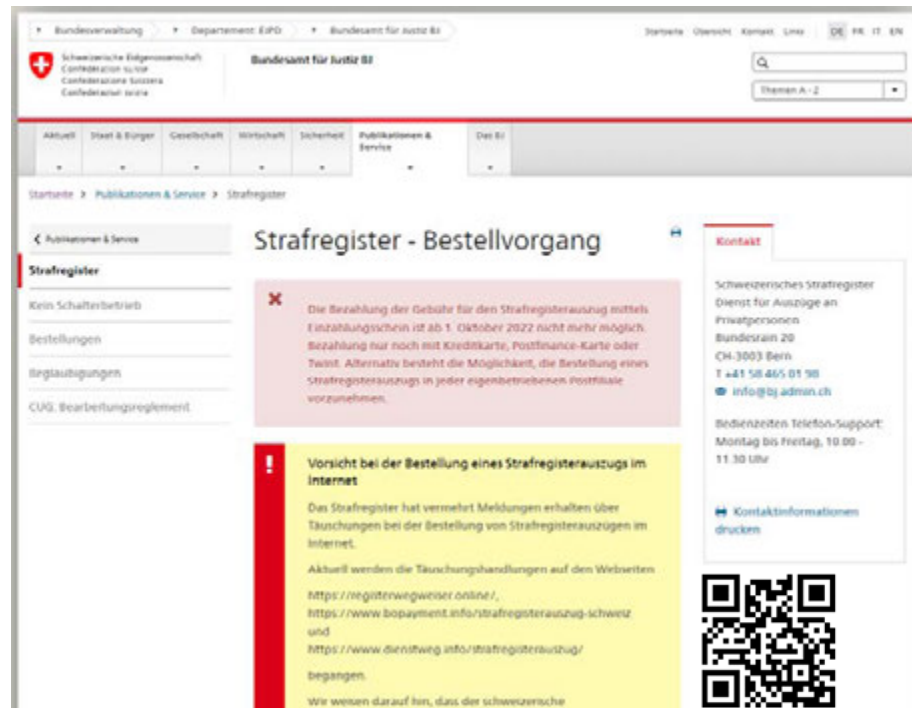 Bundesverwaltung
Departement EJPD
Bundesamt für Justiz BJ
Startseite Übersicht Kontakt Links DE FR IT EN
Schweizerische Eidgenossenschaft
Confédération suisse
Confederazione Svizzera
Confederaziun svizra
Bundesamt für Justiz BJ
Themen A - Z
Aktuell
Staat & Bürger
Gesellschaft
Wirtschaft
Sicherheit
Publikationen &
Service
Das BJ
Startseite > Publikationen & Service > Strafregister
Publikationen & Service
Strafregister
Kein Schalterbetrieb
Bestellungen
Beglaubigungen
CUG: Bearbeitungsreglement
Strafregister - Bestellvorgang
Die Bezahlung der Gebühr für den Strafregisterauszug mittels
Einzahlungsschein ist ab 1. Oktober 2022 nicht mehr möglich.
Bezahlung nur noch mit Kreditkarte, Postfinance-Karte oder
Twint. Alternativ besteht die Möglichkeit, die Bestellung eines
Strafregisterauszugs in jeder eigenbetriebenen Postfiliale
vorzunehmen.
Vorsicht bei der Bestellung eines Strafregisterauszugs im
Internet
Das Strafregister hat vermehrt Meldungen erhalten über
Täuschungen bei der Bestellung von Strafregisterauszügen im
Internet.
Aktuell werden die Täuschungshandlungen auf den Webseiten
https://registerwegweiser.online/,
https://www.bopayment.info/strafregisterauszug-schweiz
und
https://www.dienstweg.info/strafregisterauszug/
begangen.
Wir weisen darauf hin, dass der schweizerische
Kontakt
Schweizerisches Strafregister
Dienst für Auszüge an
Privatpersonen
Bundesrain 20
CH-3003 Bern
T +41 58 465 01 98
info@bj.admin.ch
Bedienzeiten Telefon-Support:
Montag bis Freitag, 10.00 -
11.30 Uhr
Kontaktinformationen
drucken